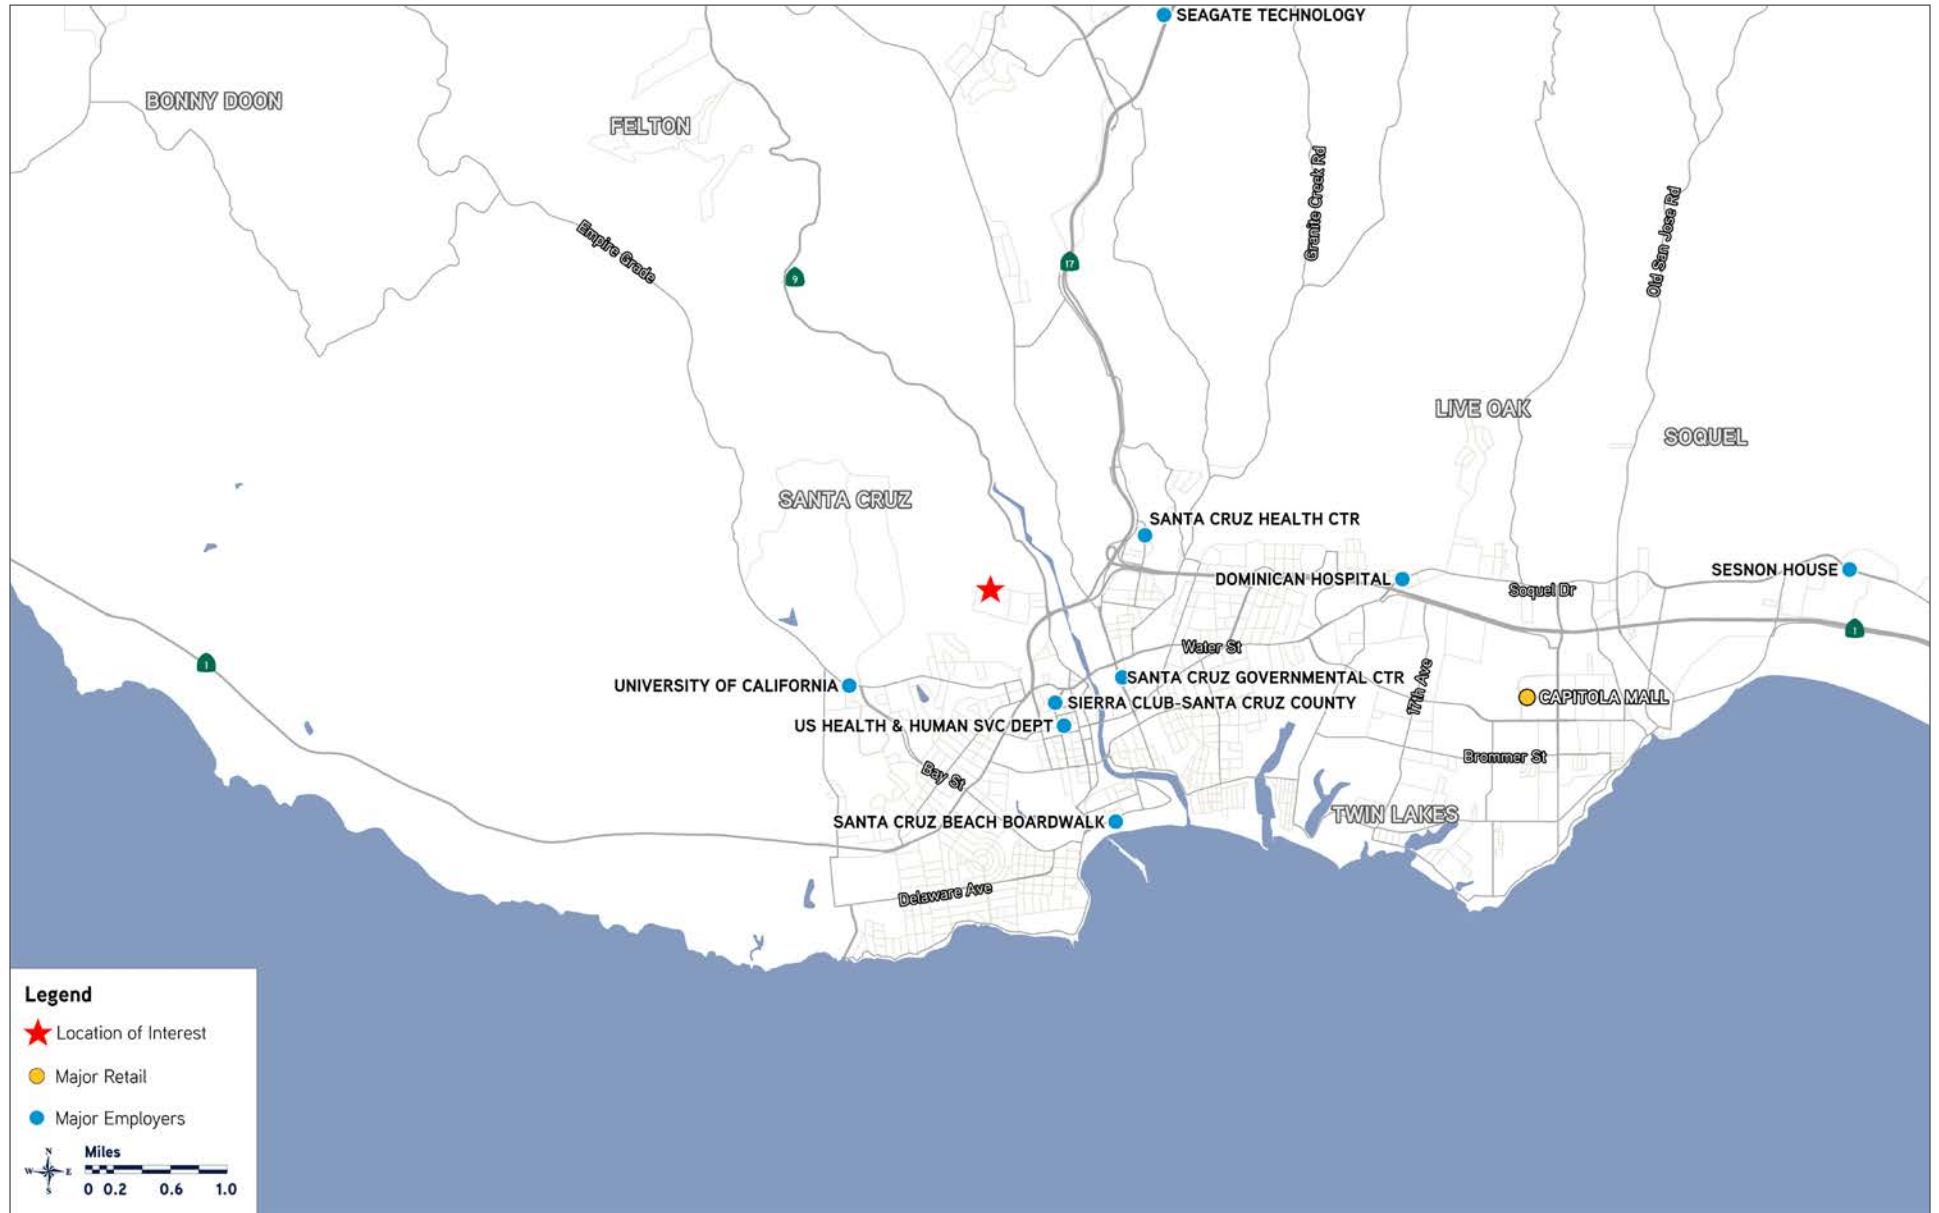 SEAGATE TECHNOLOGY
BONNY DOON
FELTON
Granite Creek Rd
Old San Jose Rd
Empire Grade
17
9
LIVE OAK
SOQUEL
SANTA CRUZ
SANTA CRUZ HEALTH CTR
SESNON HOUSE
DOMINICAN HOSPITAL
Soquel Dr
1
Water St
1
UNIVERSITY OF CALIFORNIA
SANTA CRUZ GOVERNMENTAL CTR
17th Ave
CAPITOLA MALL
SIERRA CLUB-SANTA CRUZ COUNTY
US HEALTH & HUMAN SVC DEPT
Brommer St
Bay St
TWIN LAKES
SANTA CRUZ BEACH BOARDWALK
Delaware Ave
Legend
Location of Interest
Major Retail
Major Employers
N
W E
S
Miles
0 0.2 0.6 1.0